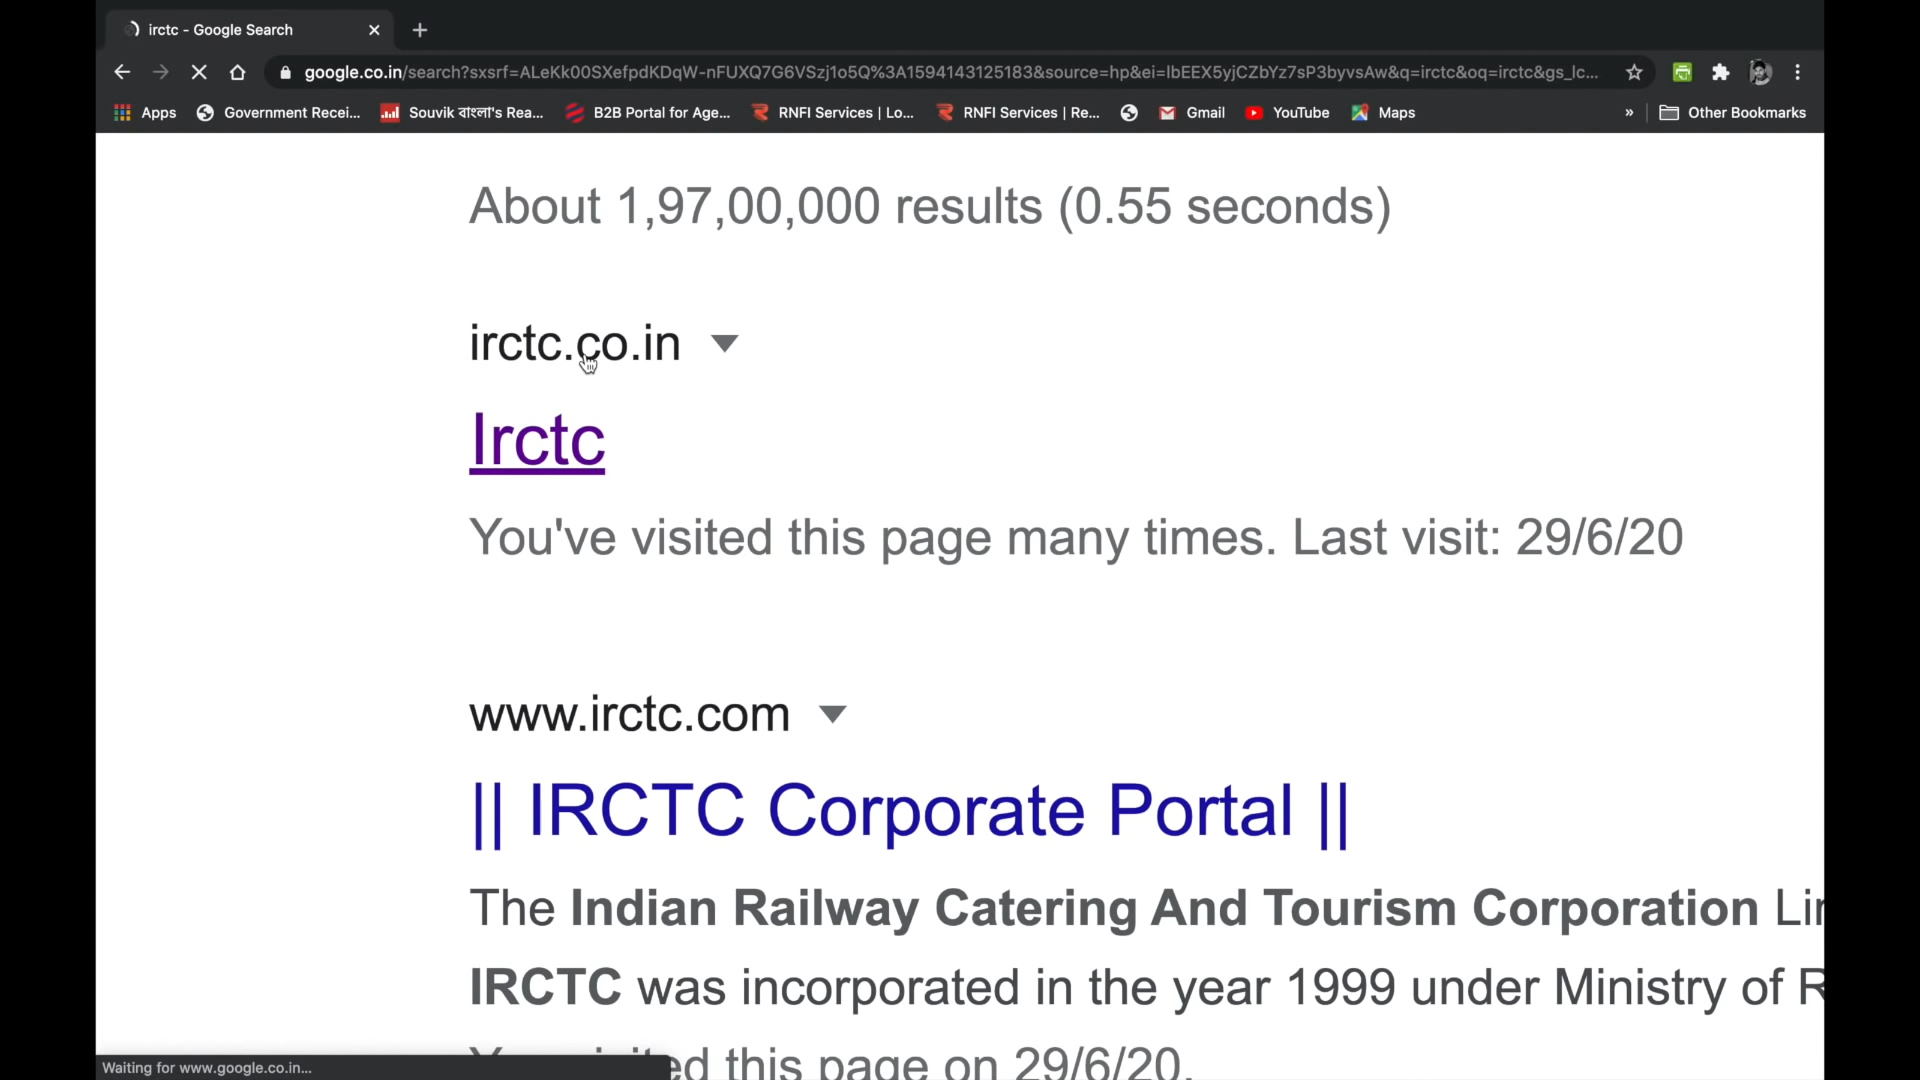 irctc - Google Search
google.co.in/search?sxsrf=ALeKk00SXefpdKDqW-nFUXQ7G6VSzj1o5Q%3A1594143125183&source=hp&ei=lbEEX5yjCZbYz7sP3byvsAw&q=irctc&oq=irctc&gs_lc...
Apps Government Recei... Souvik বাংলা's Rea... B2B Portal for Age... RNFI Services | Lo... RNFI Services | Re... Gmail YouTube Maps » Other Bookmarks
About 1,97,00,000 results (0.55 seconds)
irctc.co.in
Irctc
You've visited this page many times. Last visit: 29/6/20
www.irctc.com
|| IRCTC Corporate Portal ||
The Indian Railway Catering And Tourism Corporation
IRCTC was incorporated in the year 1999 under Ministry of
this page on 29/6/20.
Waiting for www.google.co.in...